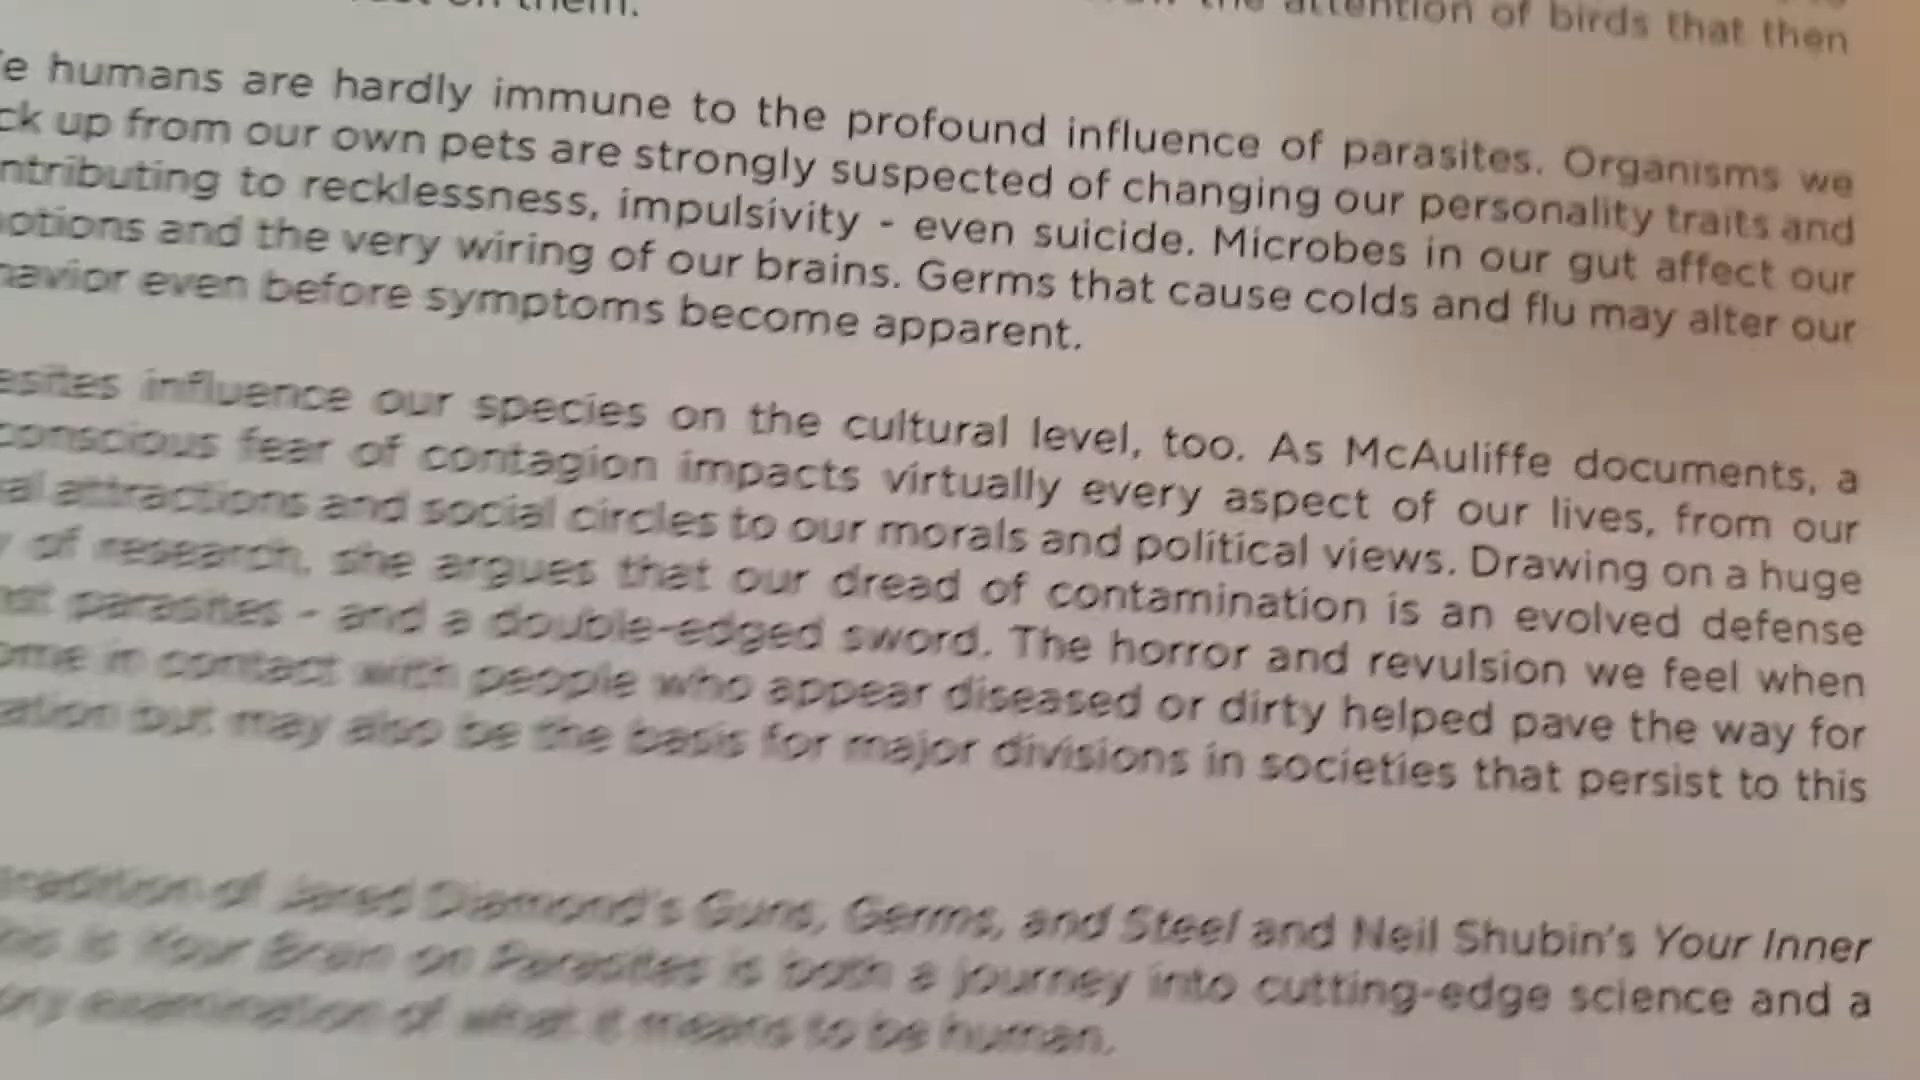 on them.
the attention of birds that then
humans are hardly immune to the profound influence of parasites. Organisms we
ck up from our own pets are strongly suspected of changing our personality traits and
ntributing to recklessness, impulsivity - even suicide. Microbes in our gut affect our
otions and the very wiring of our brains. Germs that cause colds and flu may alter our
havior even before symptoms become apparent.
asites influence our species on the cultural level, too. As McAuliffe documents, a
conscious fear of contagion impacts virtually every aspect of our lives, from our
al attractions and social circles to our morals and political views. Drawing on a huge
of research, she argues that our dread of contamination is an evolved defense
parasites - and a double-edged sword. The horror and revulsion we feel when
ome in contact with people who appear diseased or dirty helped pave the way for
ation but may also be the basis for major divisions in societies that persist to this
tradition of Jared Diamond's Guns, Germs, and Steel and Neil Shubin's Your Inner
is Your Brain on Parasites is both a journey into cutting-edge science and a
examination of what it means to be human.